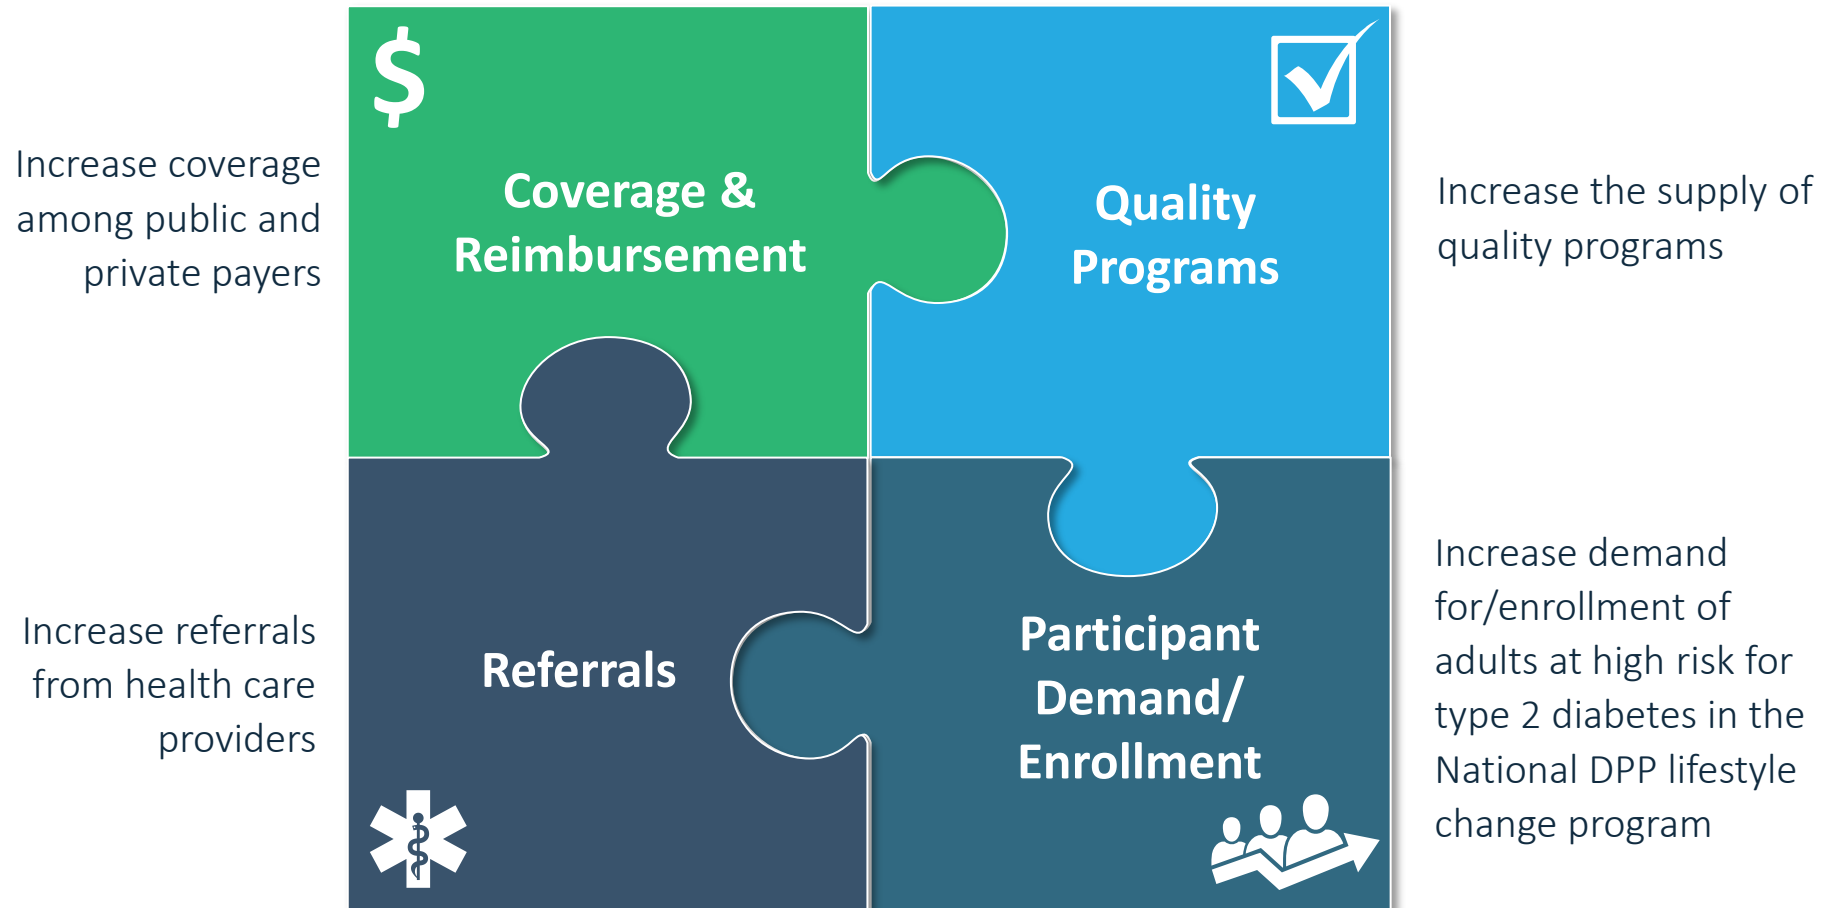 $
Coverage &
Reimbursement
Increase coverage
among public and
private payers
Quality
Programs
Increase the supply of
quality programs
Referrals
Increase referrals
from health care
providers
Participant
Demand/
Enrollment
Increase demand
for/enrollment of
adults at high risk for
type 2 diabetes in the
National DPP lifestyle
change program